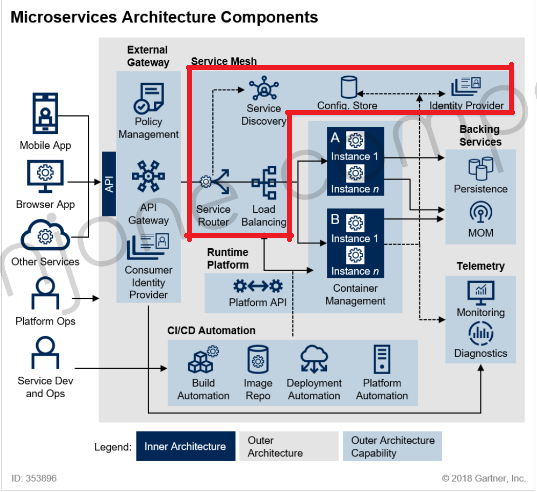 Microservices Architecture Components
External
Gateway
Service Mesh
Policy
Management
Service
Discovery
Config. Store
Identity Provider
Mobile App
Browser App
Other Services
API
API
Gateway
Service
Router
Load
Balancing
A
Instance 1
Instance n
B
Instance 1
Instance n
Container
Management
Backing
Services
Persistence
MOM
Consumer
Identity
Provider
Runtime
Platform
Platform API
Telemetry
Monitoring
Diagnostics
Platform Ops
Service Dev
and Ops
CI/CD Automation
Build
Automation
Image
Repo
Deployment
Automation
Platform
Automation
Legend:
Inner Architecture
Outer
Architecture
Outer Architecture
Capability
ID: 353896
© 2018 Gartner, Inc.